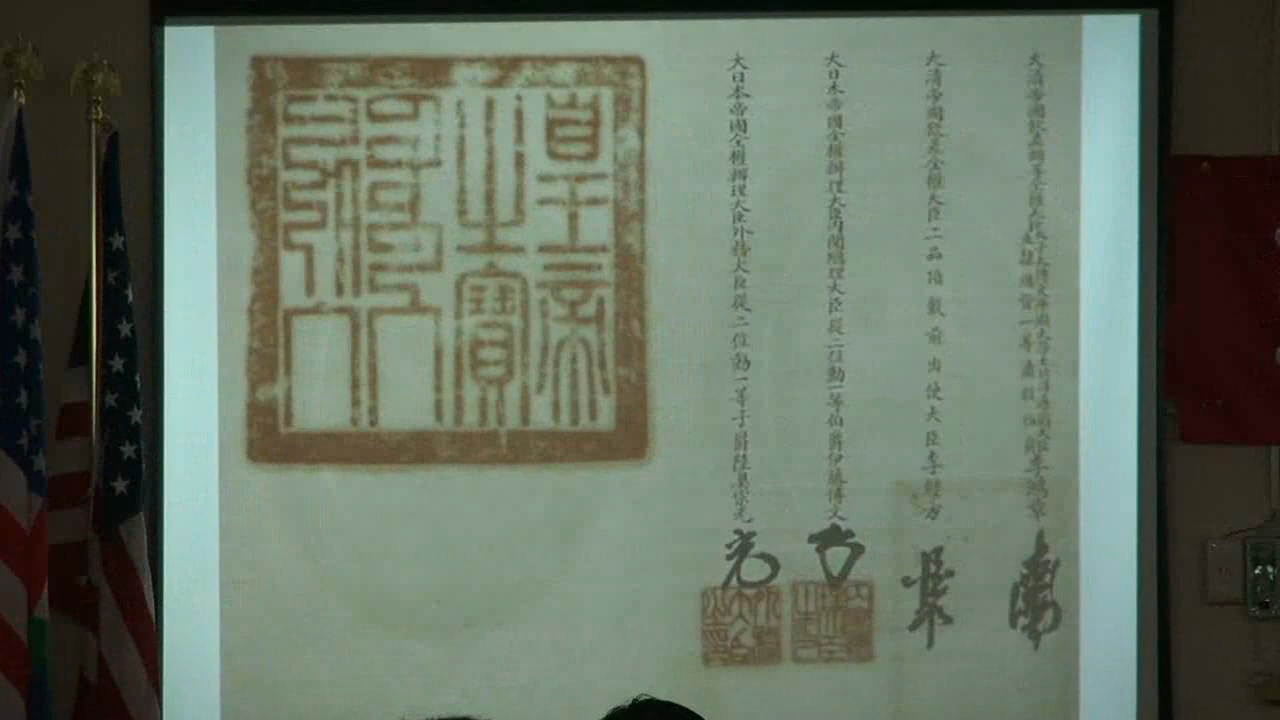 大清帝國欽差頭等全權大臣太子太傅文華殿大學士北洋通商大臣直隸總督一等肅毅伯爵李鴻章
大清帝國欽差全權大臣二品頂戴前出使大臣李經方
大日本帝國全權辦理大臣內閣總理大臣從二位勳一等伯爵伊藤博文
大日本帝國全權辦理大臣外務大臣從二位勳一等子爵陸奧宗光
皇帝之寶